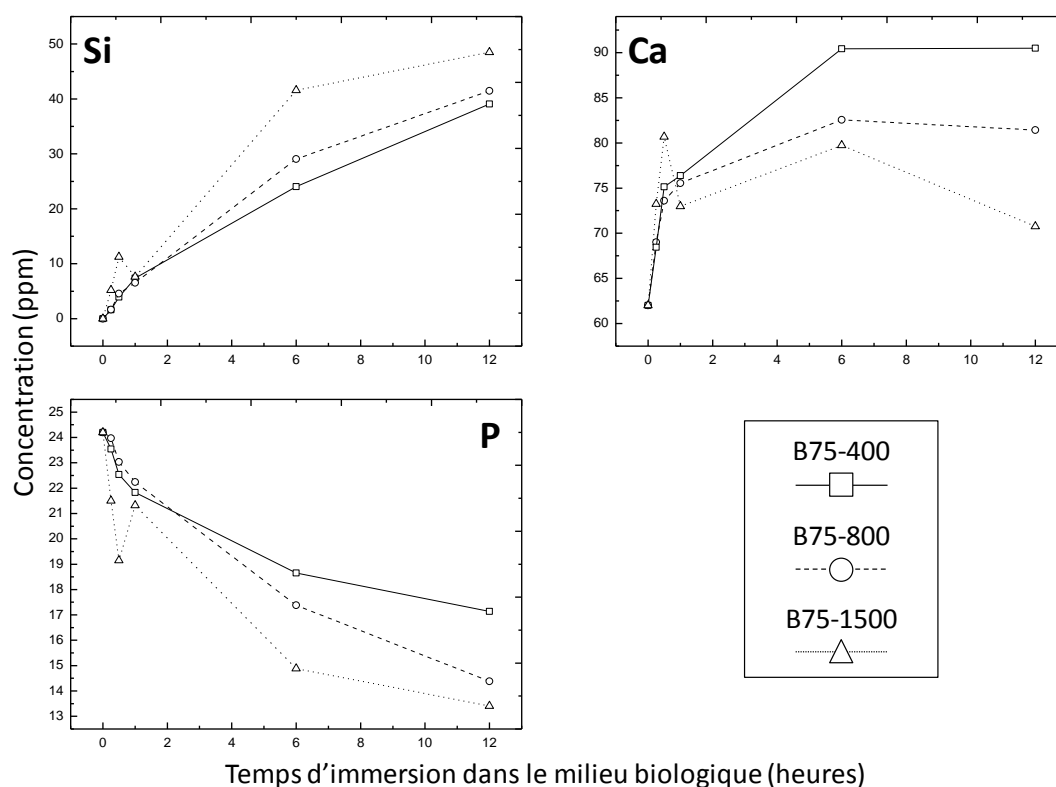 Si
50
40
30
20
10
0
0 2 4 6 8 10 12
Ca
90
85
80
75
70
65
60
0 2 4 6 8 10 12
P
25
24
23
22
21
20
19
18
17
16
15
14
13
0 2 4 6 8 10 12
Concentration (ppm)
B75-400
B75-800
B75-1500
Temps d'immersion dans le milieu biologique (heures)